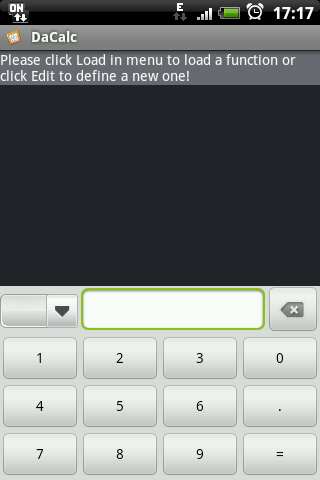 ON
E
17:17
DaCalc
Please click Load in menu to load a function or
click Edit to define a new one!
1 2 3 0
4 5 6 .
7 8 9 =